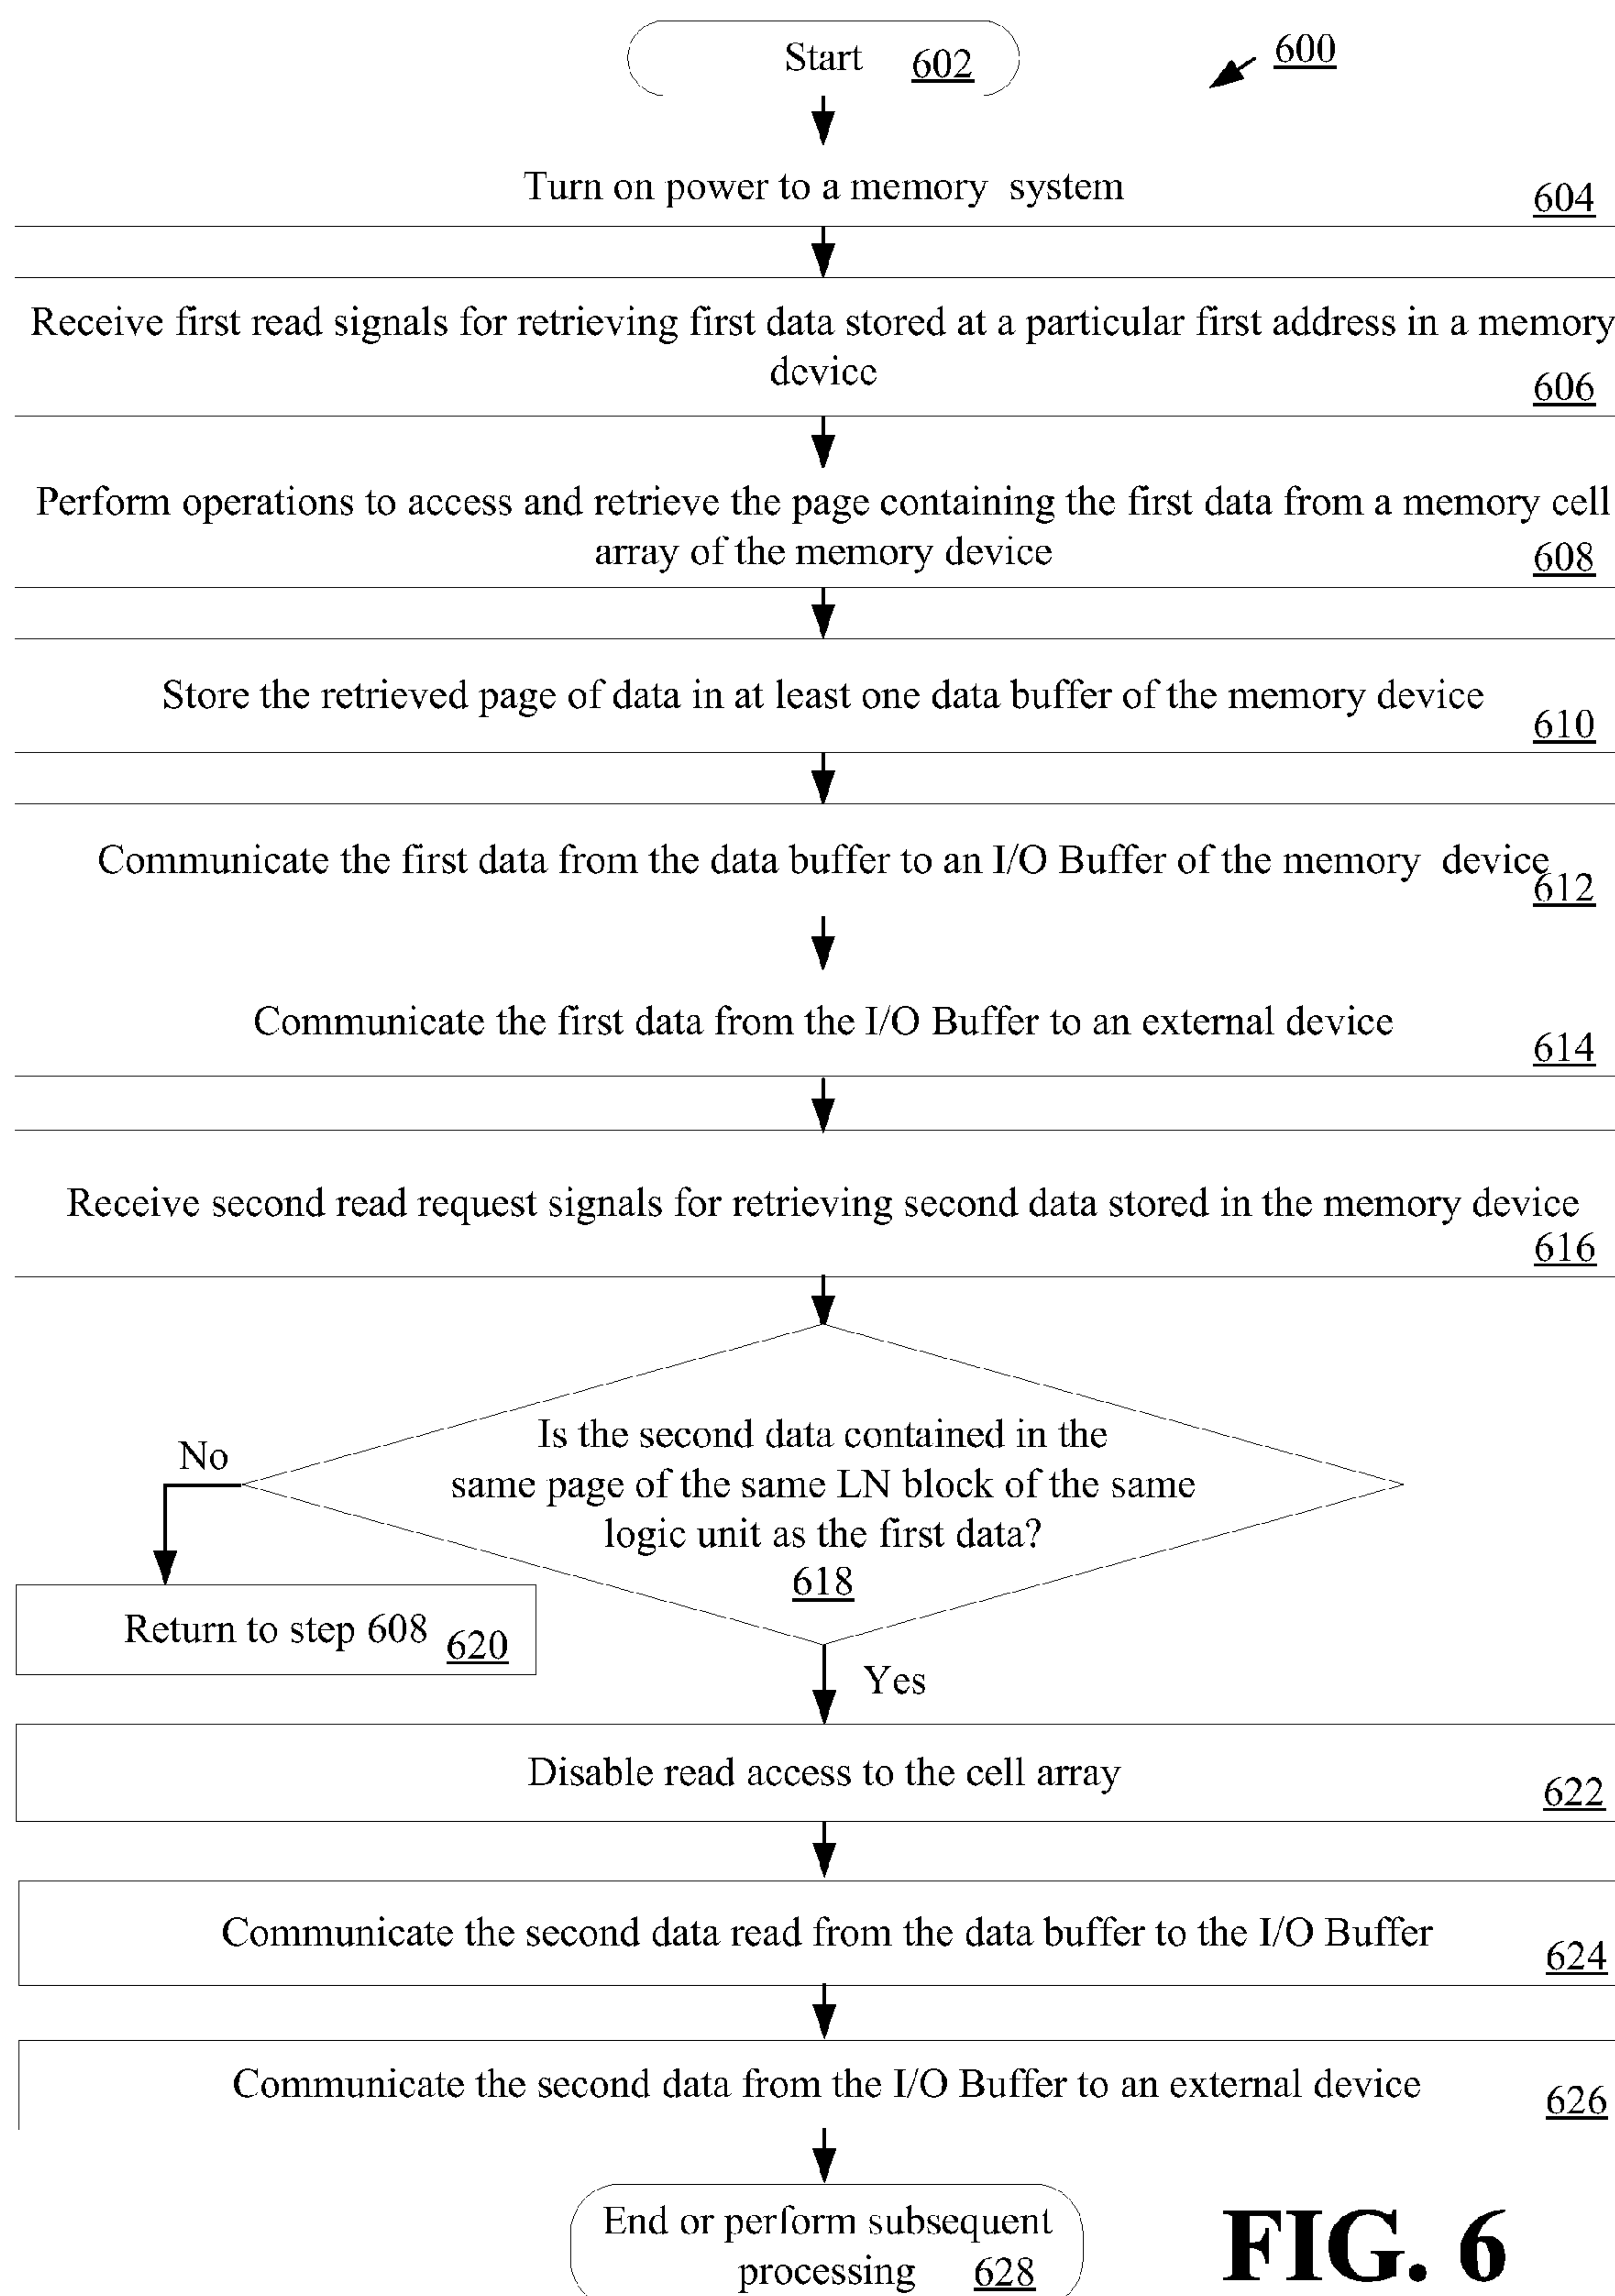 Start 602
600
Turn on power to a memory system
604
Receive first read signals for retrieving first data stored at a particular first address in a memory
device
606
Perform operations to access and retrieve the page containing the first data from a memory cell
array of the memory device
608
Store the retrieved page of data in at least one data buffer of the memory device
610
Communicate the first data from the data buffer to an I/O Buffer of the memory device
612
Communicate the first data from the I/O Buffer to an external device
614
Receive second read request signals for retrieving second data stored in the memory device
616
Is the second data contained in the
same page of the same LN block of the same
logic unit as the first data?
618
No
Return to step 608 620
Yes
Disable read access to the cell array
622
Communicate the second data read from the data buffer to the I/O Buffer
624
Communicate the second data from the I/O Buffer to an external device
626
End or perform subsequent
processing 628
FIG. 6